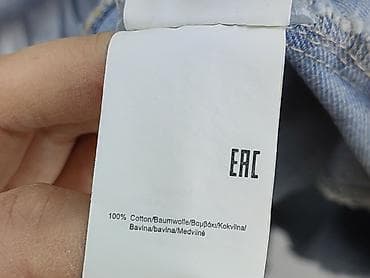 EAC
100% Cotton/Baumwolle/Βαμβάκι/Kokvilna/
Bavlna/bavlna/Medvilnė